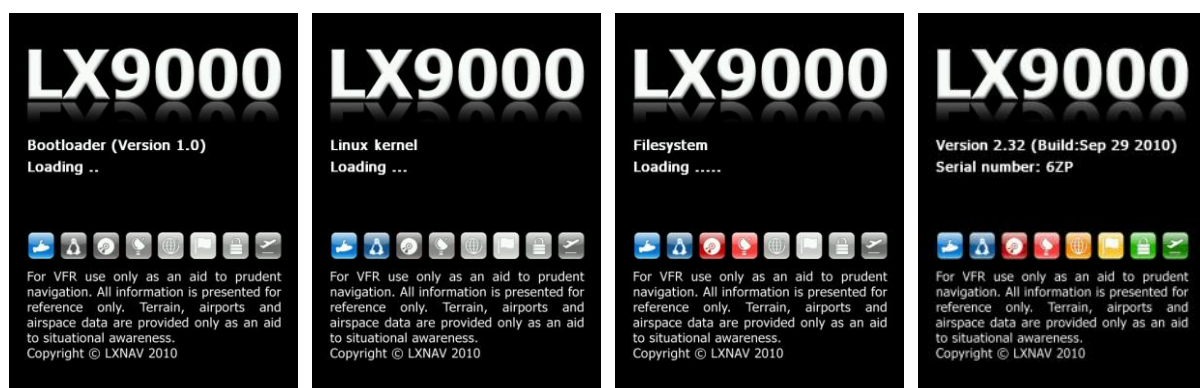 LX9000
Bootloader (Version 1.0)
Loading ..
For VFR use only as an aid to prudent
navigation. All information is presented for
reference only. Terrain, airports and
airspace data are provided only as an aid
to situational awareness.
Copyright © LXNAV 2010
LX9000
Linux kernel
Loading ...
For VFR use only as an aid to prudent
navigation. All information is presented for
reference only. Terrain, airports and
airspace data are provided only as an aid
to situational awareness.
Copyright © LXNAV 2010
LX9000
Filesystem
Loading .....
For VFR use only as an aid to prudent
navigation. All information is presented for
reference only. Terrain, airports and
airspace data are provided only as an aid
to situational awareness.
Copyright © LXNAV 2010
LX9000
Version 2.32 (Build:Sep 29 2010)
Serial number: 6ZP
For VFR use only as an aid to prudent
navigation. All information is presented for
reference only. Terrain, airports and
airspace data are provided only as an aid
to situational awareness.
Copyright © LXNAV 2010